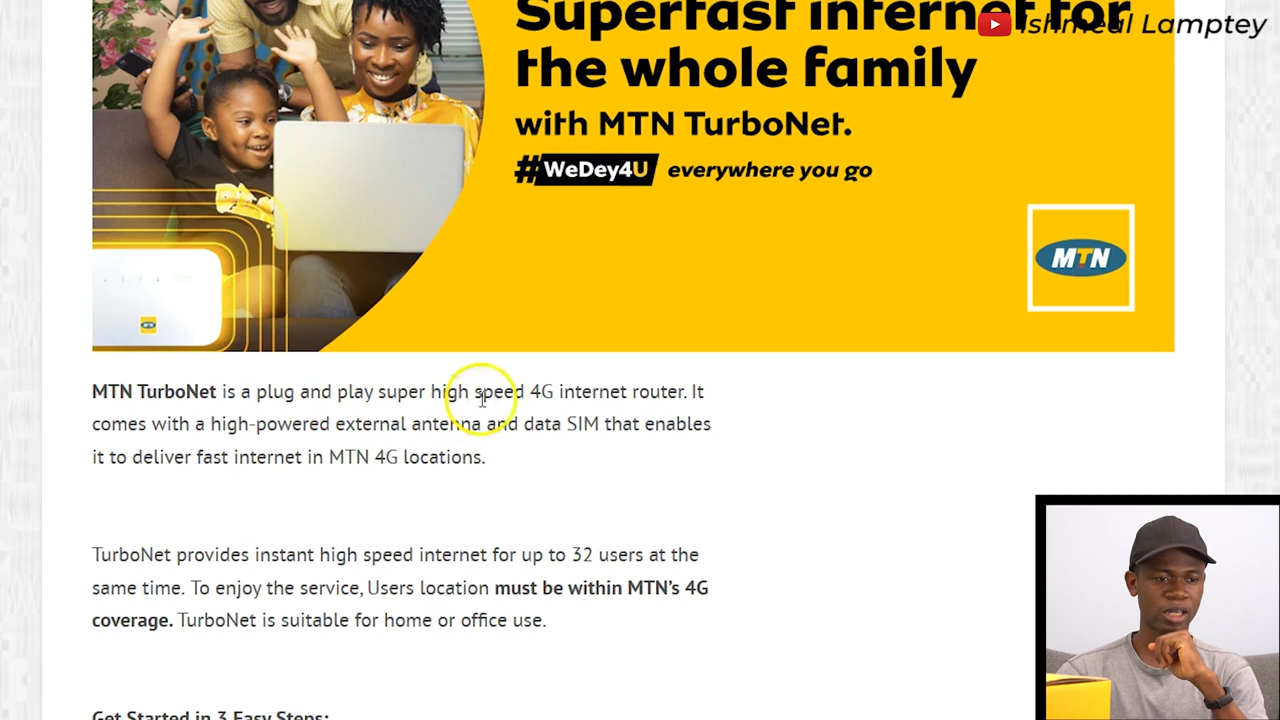 Superfast internet for
Ishmeal Lamptey
the whole family
with MTN TurboNet.
#WeDey4U everywhere you go
MTN
MTN TurboNet is a plug and play super high speed 4G internet router. It
comes with a high-powered external antenna and data SIM that enables
it to deliver fast internet in MTN 4G locations.
TurboNet provides instant high speed internet for up to 32 users at the
same time. To enjoy the service, Users location must be within MTN's 4G
coverage. TurboNet is suitable for home or office use.
Get Started in 3 Easy Steps: